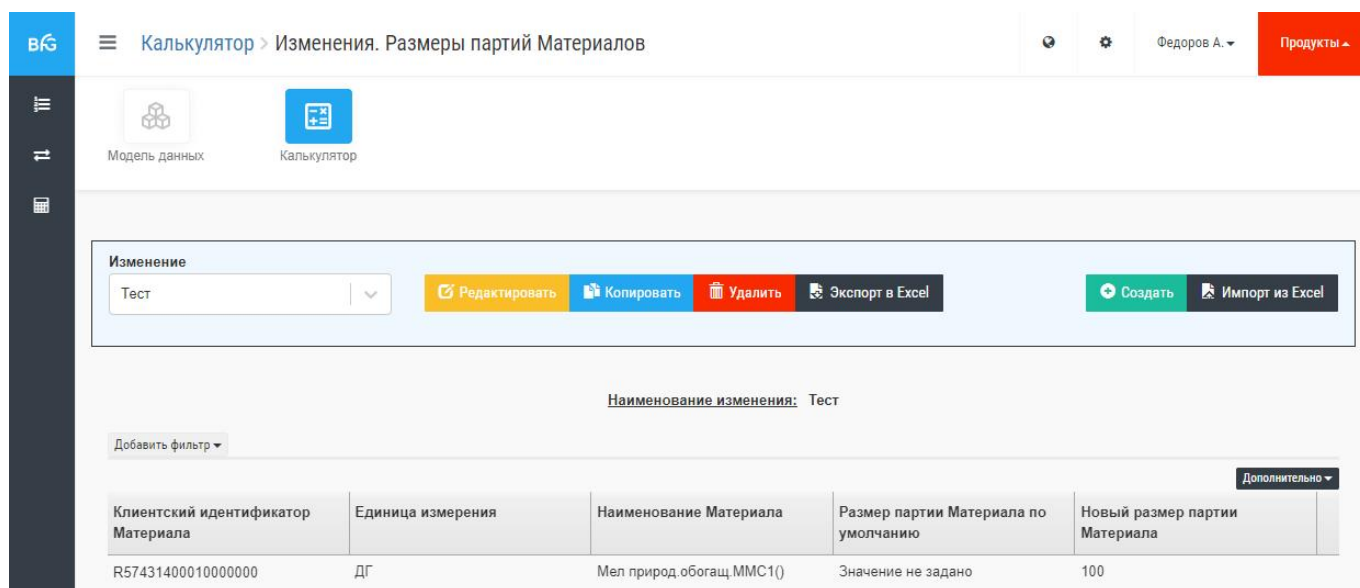 BFG
Калькулятор > Изменения. Размеры партий Материалов
Федоров А.
Продукты
Модель данных
Калькулятор
Изменение
Тест
Редактировать
Копировать
Удалить
Экспорт в Excel
Создать
Импорт из Excel
Наименование изменения: Тест
Добавить фильтр
Дополнительно
Клиентский идентификатор
Материала
Единица измерения
Наименование Материала
Размер партии Материала по
умолчанию
Новый размер партии
Материала
R57431400010000000
ДГ
Мел природ.обогащ.ММС1()
Значение не задано
100